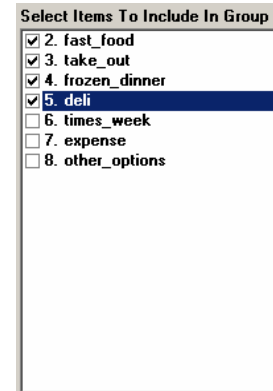 Select Items To Include In Group
2. fast_food
3. take_out
4. frozen_dinner
5. deli
6. times_week
7. expense
8. other_options